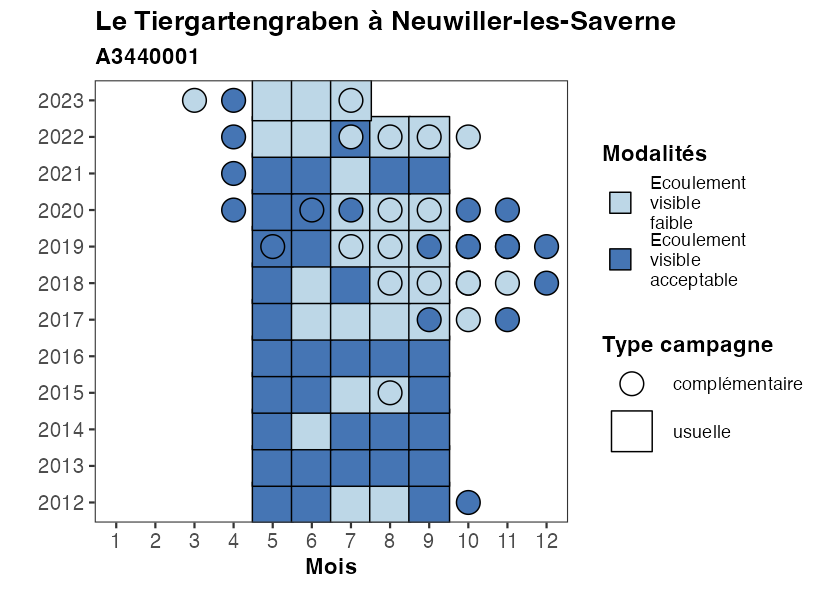 Le Tiergartengraben à Neuwiller-les-Saverne
A3440001
2023
2022
2021
2020
2019
2018
2017
2016
2015
2014
2013
2012
1 2 3 4 5 6 7 8 9 10 11 12
Mois
Modalités
Ecoulement
visible
faible
Ecoulement
visible
acceptable
Type campagne
complémentaire
usuelle